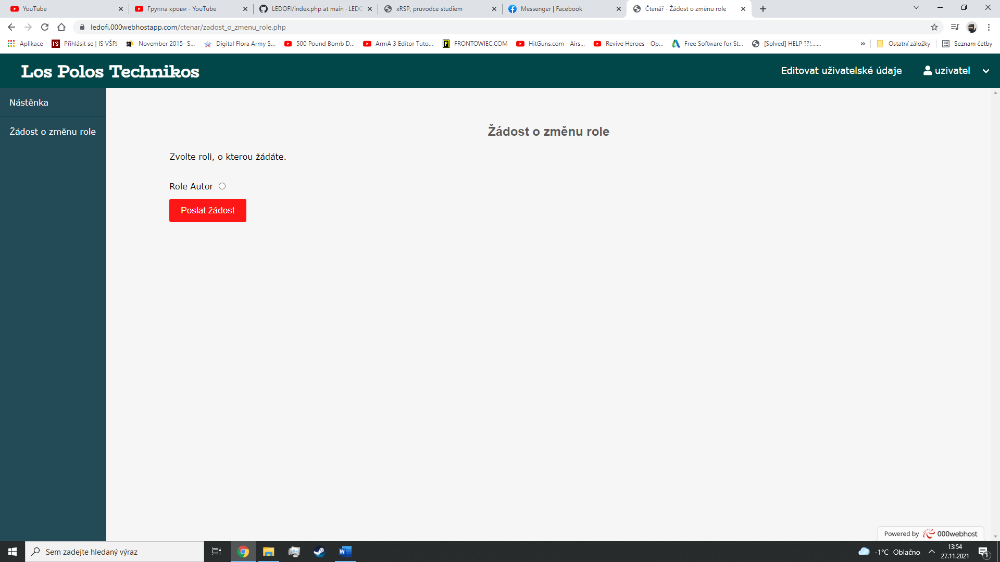 YouTube
Группа крови - YouTube
LEDOFI/index.php at main · LEDO
xRSP, pruvodce studiem
Messenger | Facebook
Čtenář - Žádost o změnu role
ledofi.000webhostapp.com/ctenar/zadost_o_zmenu_role.php
Aplikace
IS Přihlásit se | IS VŠPJ
November 2015- S...
Digital Flora Army S...
500 Pound Bomb D...
ArmA 3 Editor Tuto...
F FRONTOWIEC.COM
HitGuns.com - Airs...
Revive Heroes - Op...
Free Software for St...
[Solved] HELP ??!.......
»
Ostatní záložky
Seznam četby
Los Polos Technikos
Editovat uživatelské údaje
uzivatel
Nástěnka
Žádost o změnu role
Žádost o změnu role
Zvolte roli, o kterou žádáte.
Role Autor
Poslat žádost
Powered by 000webhost
Sem zadejte hledaný výraz
-1°C Oblačno
13:54
27.11.2021
1